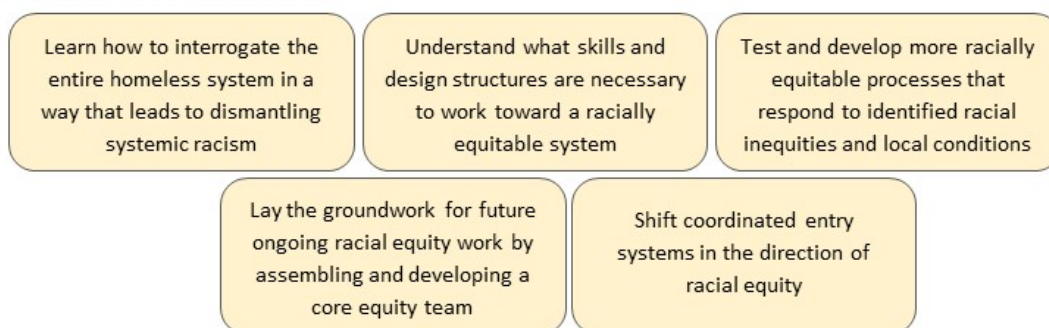 Learn how to interrogate the
entire homeless system in a
way that leads to dismantling
systemic racism
Understand what skills and
design structures are necessary
to work toward a racially
equitable system
Test and develop more racially
equitable processes that
respond to identified racial
inequities and local conditions
Lay the groundwork for future
ongoing racial equity work by
assembling and developing a
core equity team
Shift coordinated entry
systems in the direction of
racial equity